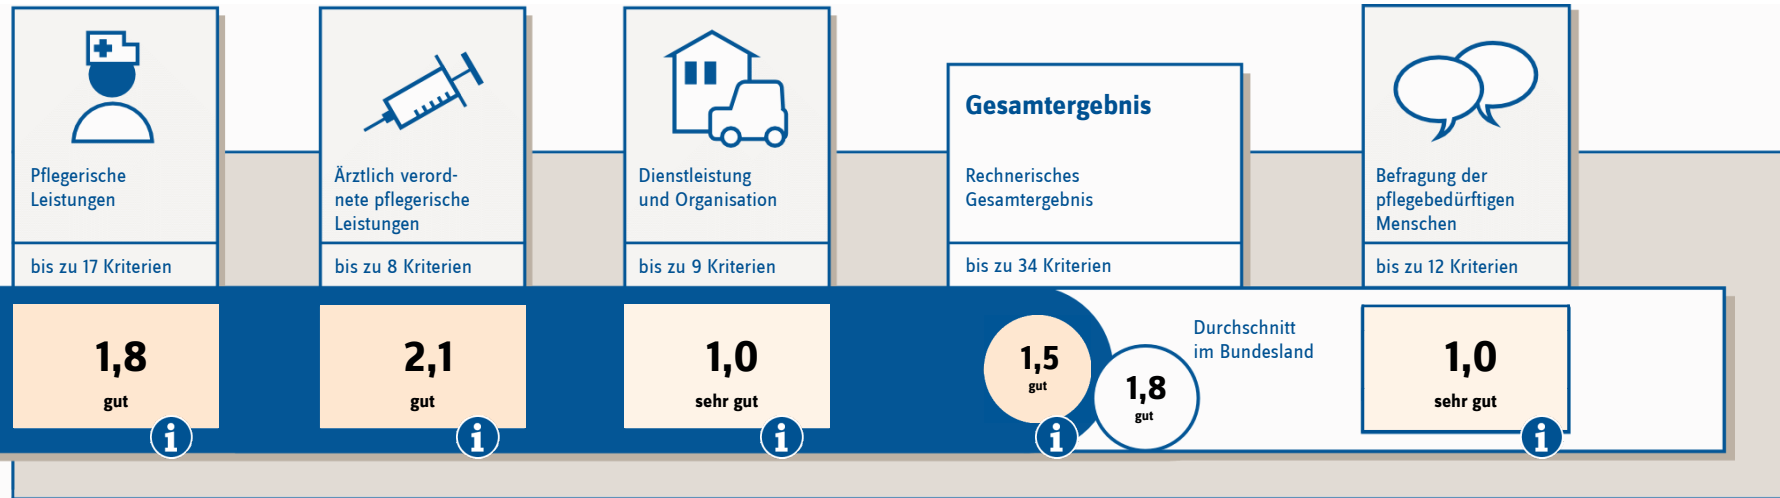 Pflegerische
Leistungen
bis zu 17 Kriterien
1,8
gut
i
Ärztlich verord-
nete pflegerische
Leistungen
bis zu 8 Kriterien
2,1
gut
i
Dienstleistung
und Organisation
bis zu 9 Kriterien
1,0
sehr gut
i
Gesamtergebnis
Rechnerisches
Gesamtergebnis
bis zu 34 Kriterien
1,5
gut
i
Durchschnitt
im Bundesland
1,8
gut
Befragung der
pflegebedürftigen
Menschen
bis zu 12 Kriterien
1,0
sehr gut
i